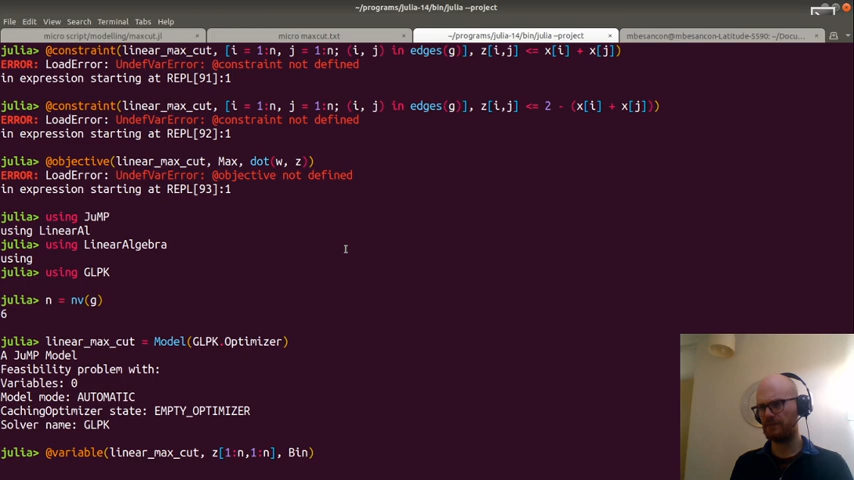 ~/programs/julia-14/bin/julia --project
File Edit View Search Terminal Tabs Help
micro script/modelling/maxcut.jl × micro maxcut.txt × ~/programs/julia-14/bin/julia --project × mbesancon@mbesancon-Latitude-5590: ~/Docu... ×
julia> @constraint(linear_max_cut, [i = 1:n, j = 1:n; (i, j) in edges(g)], z[i,j] <= x[i] + x[j])
ERROR: LoadError: UndefVarError: @constraint not defined
in expression starting at REPL[91]:1
julia> @constraint(linear_max_cut, [i = 1:n, j = 1:n; (i, j) in edges(g)], z[i,j] <= 2 - (x[i] + x[j]))
ERROR: LoadError: UndefVarError: @constraint not defined
in expression starting at REPL[92]:1
julia> @objective(linear_max_cut, Max, dot(w, z))
ERROR: LoadError: UndefVarError: @objective not defined
in expression starting at REPL[93]:1
julia> using JuMP
using LinearAl
julia> using LinearAlgebra
using
julia> using GLPK
julia> n = nv(g)
6
julia> linear_max_cut = Model(GLPK.Optimizer)
A JuMP Model
Feasibility problem with:
Variables: 0
Model mode: AUTOMATIC
CachingOptimizer state: EMPTY_OPTIMIZER
Solver name: GLPK
julia> @variable(linear_max_cut, z[1:n,1:n], Bin)